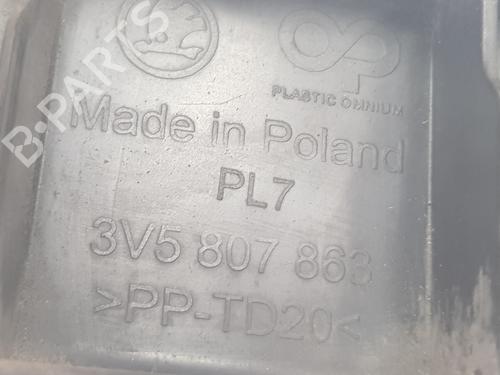 PLASTIC OMNIUM
Made in Poland
PL7
3V5 807 863
>PP-TD20<
B-PARTS